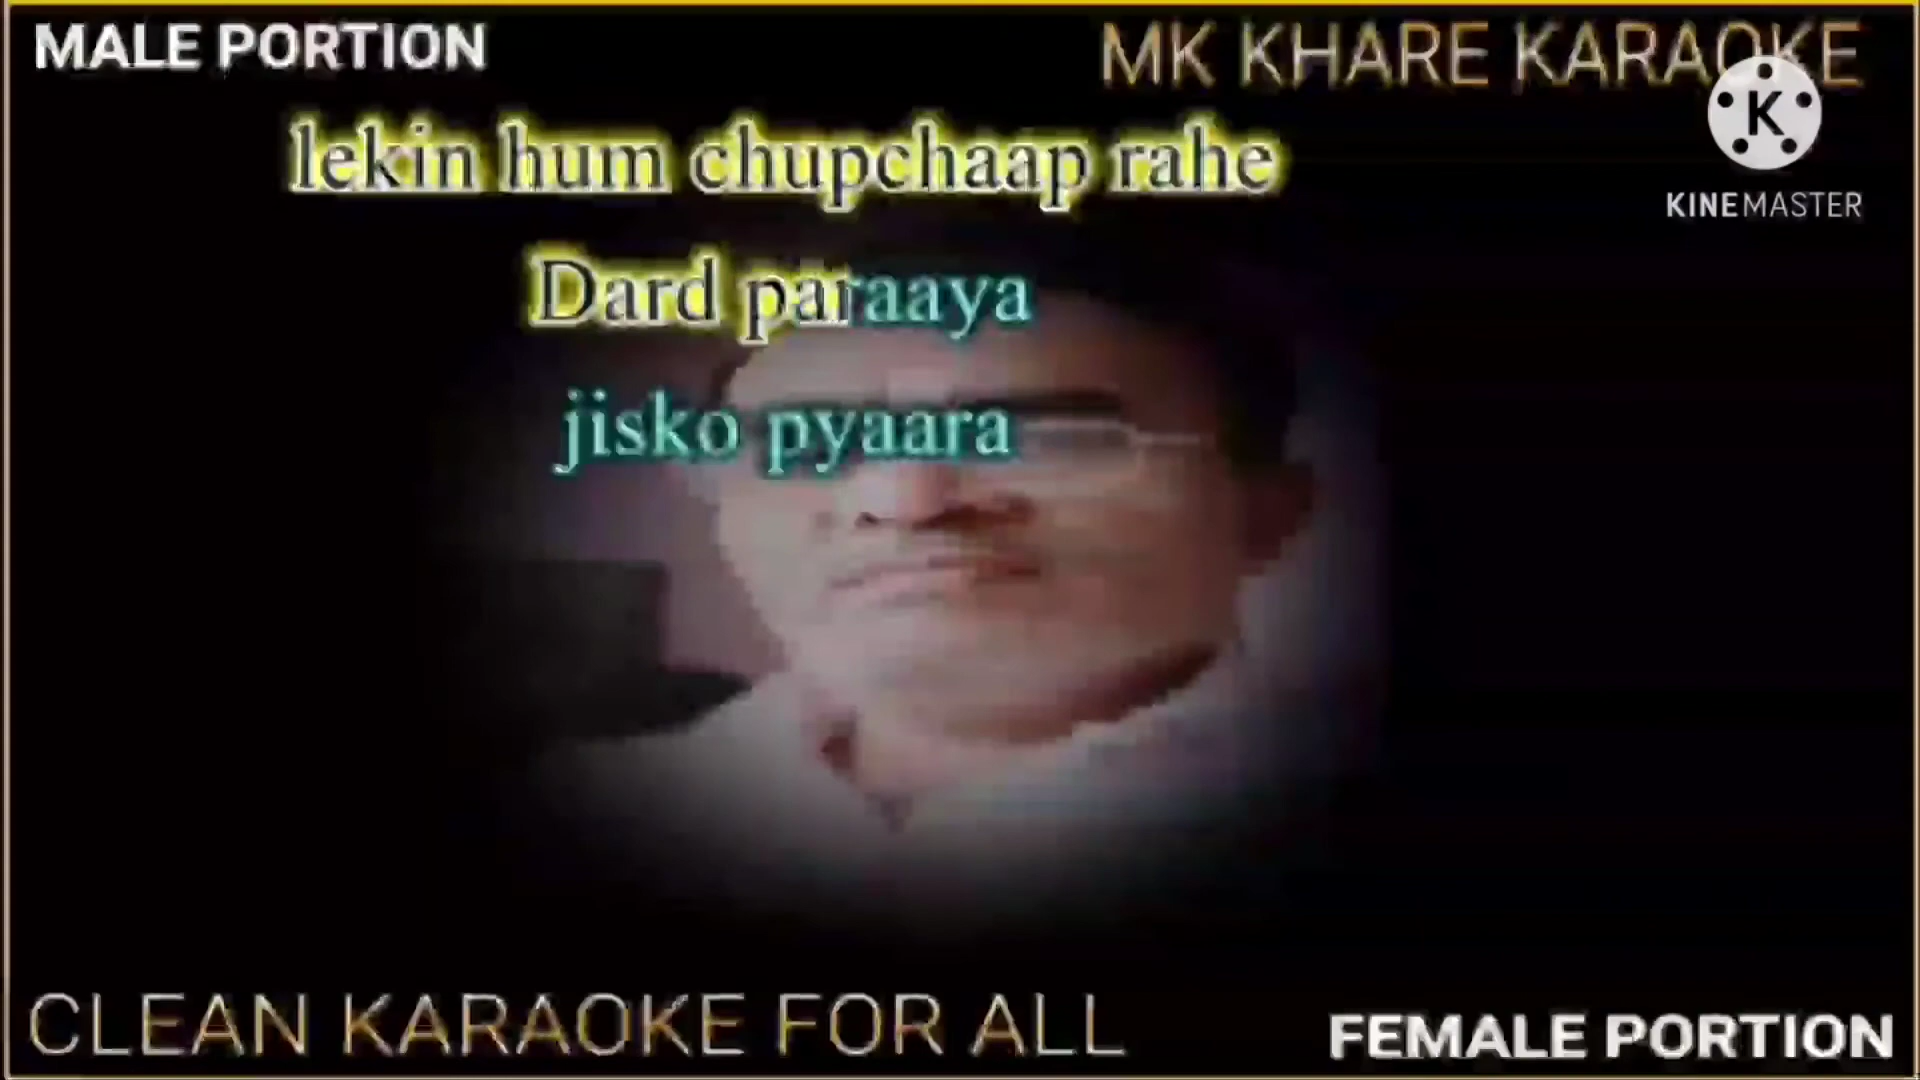 MALE PORTION
MK KHARE KARAOKE
K
KINEMASTER
lekin hum chupchaap rahe
Dard paraaya
jisko pyaara
CLEAN KARAOKE FOR ALL
FEMALE PORTION